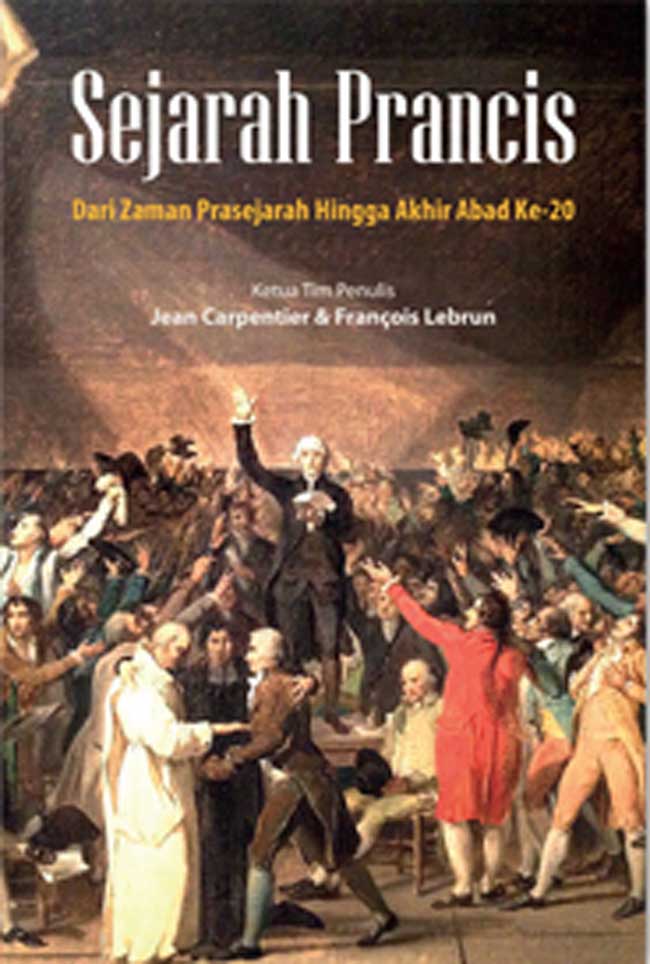 Sejarah Prancis
Dari Zaman Prasejarah Hingga Akhir Abad Ke-20
Ketua Tim Penulis
Jean Carpentier & François Lebrun